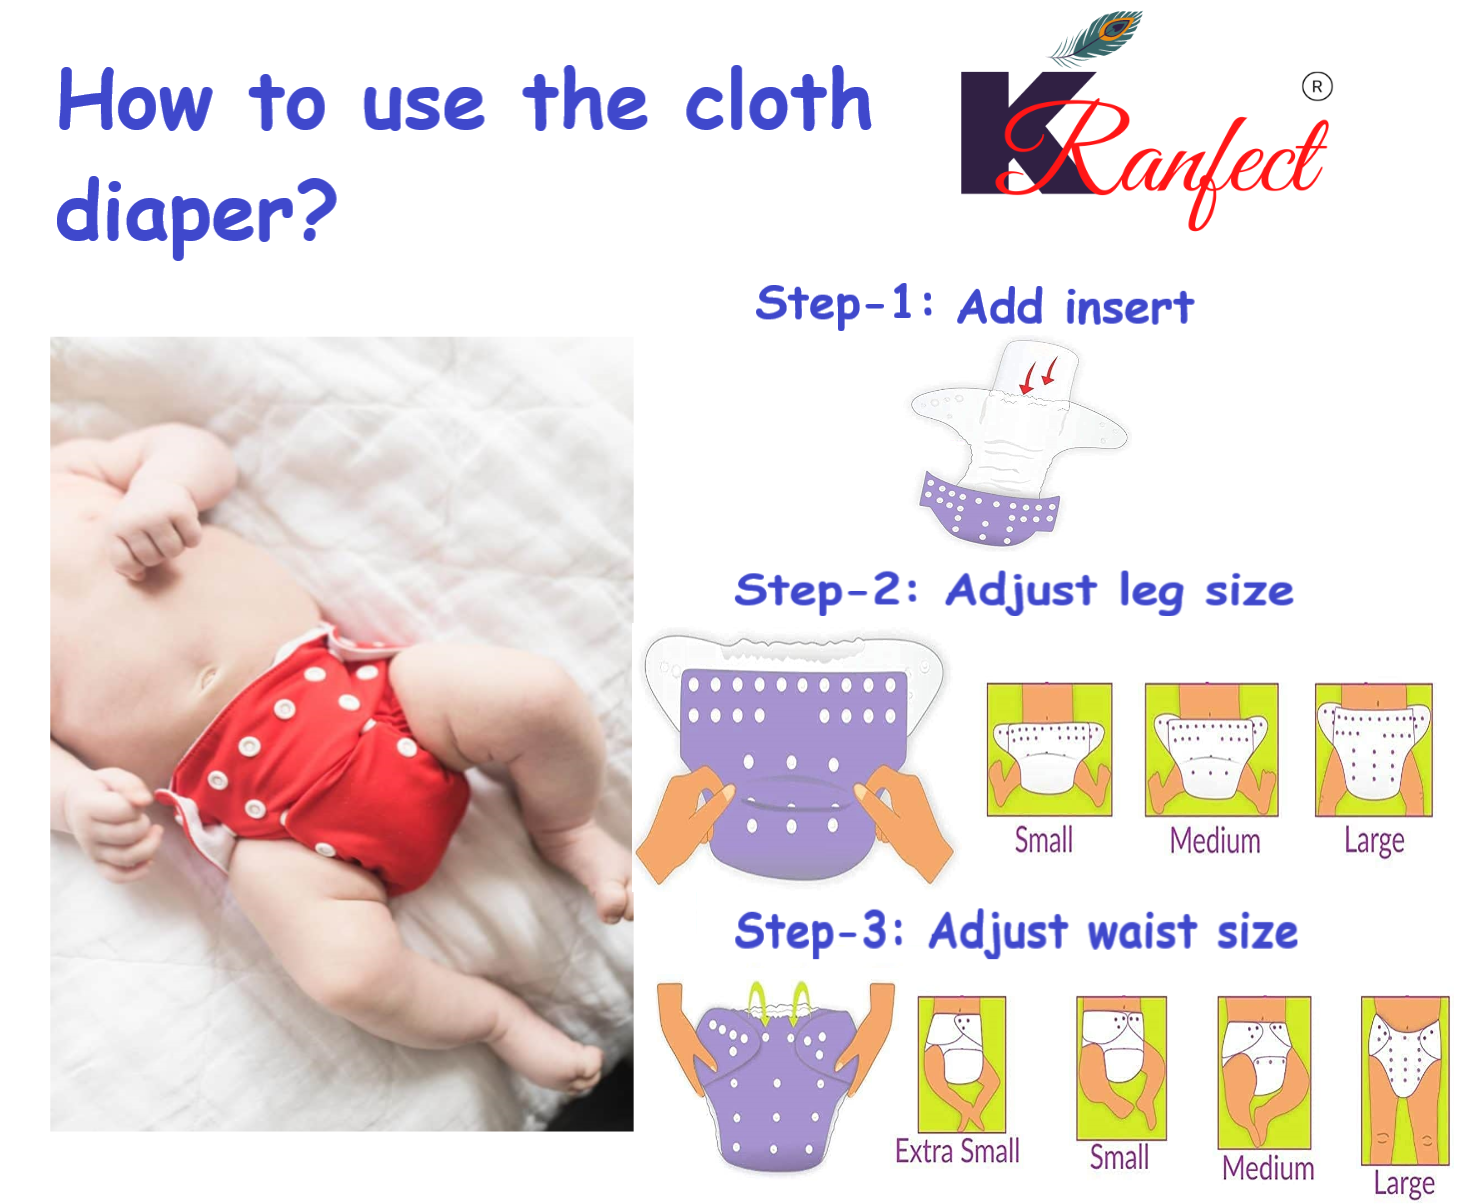 How to use the cloth
diaper?
K Ranfect ®
Step-1: Add insert
Step-2: Adjust leg size
Small Medium Large
Step-3: Adjust waist size
Extra Small Small Medium Large